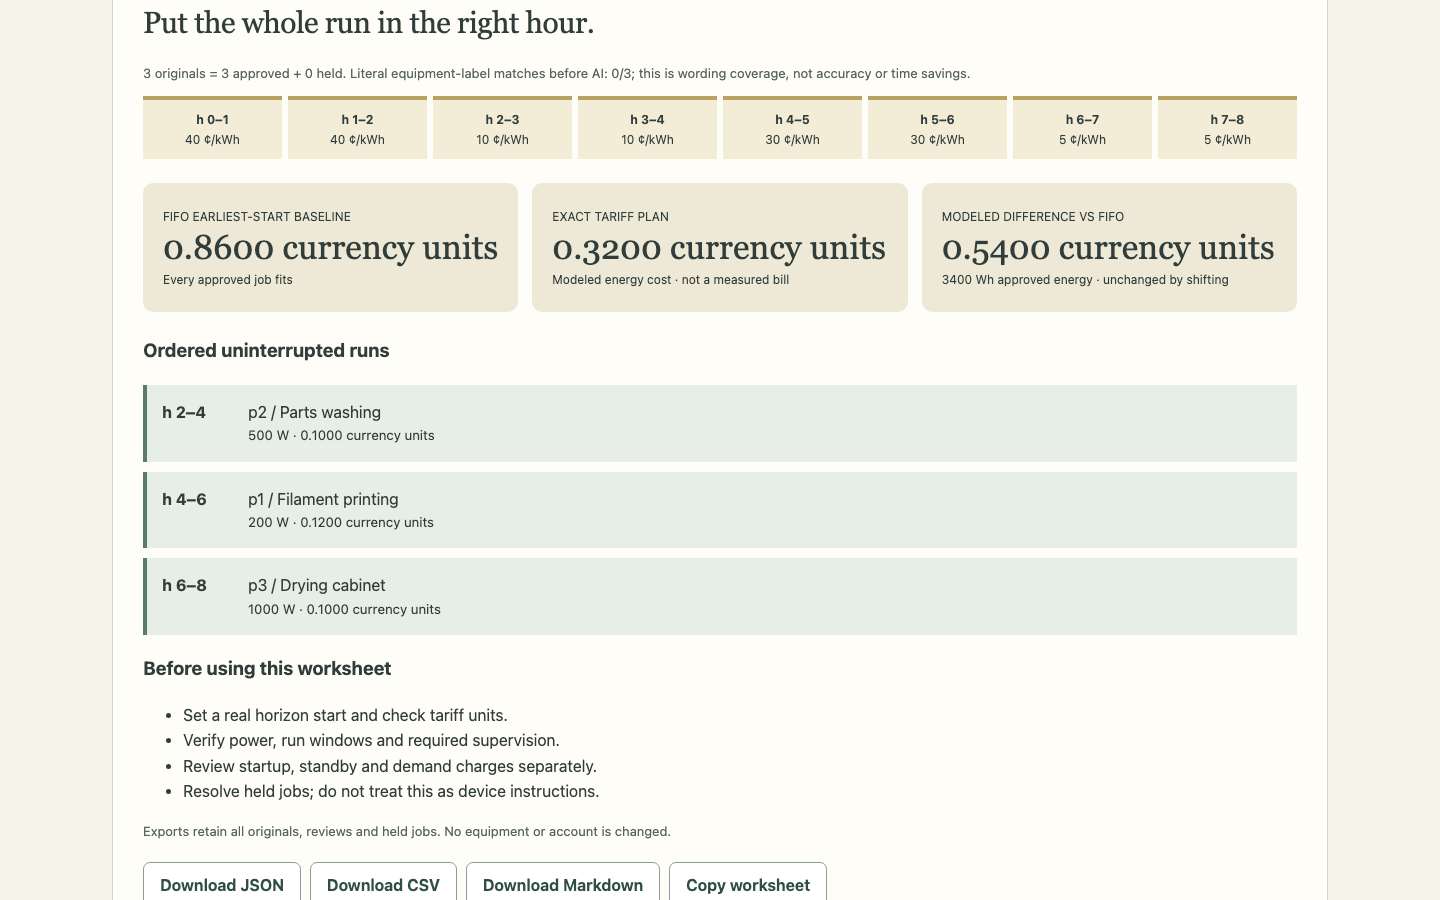 Put the whole run in the right hour.
3 originals = 3 approved + 0 held. Literal equipment-label matches before AI: 0/3; this is wording coverage, not accuracy or time savings.
h 0–1
40 ¢/kWh
h 1–2
40 ¢/kWh
h 2–3
10 ¢/kWh
h 3–4
10 ¢/kWh
h 4–5
30 ¢/kWh
h 5–6
30 ¢/kWh
h 6–7
5 ¢/kWh
h 7–8
5 ¢/kWh
FIFO EARLIEST-START BASELINE
0.8600 currency units
Every approved job fits
EXACT TARIFF PLAN
0.3200 currency units
Modeled energy cost · not a measured bill
MODELED DIFFERENCE VS FIFO
0.5400 currency units
3400 Wh approved energy · unchanged by shifting
Ordered uninterrupted runs
h 2–4
p2 / Parts washing
500 W · 0.1000 currency units
h 4–6
p1 / Filament printing
200 W · 0.1200 currency units
h 6–8
p3 / Drying cabinet
1000 W · 0.1000 currency units
Before using this worksheet
• Set a real horizon start and check tariff units.
• Verify power, run windows and required supervision.
• Review startup, standby and demand charges separately.
• Resolve held jobs; do not treat this as device instructions.
Exports retain all originals, reviews and held jobs. No equipment or account is changed.
Download JSON
Download CSV
Download Markdown
Copy worksheet